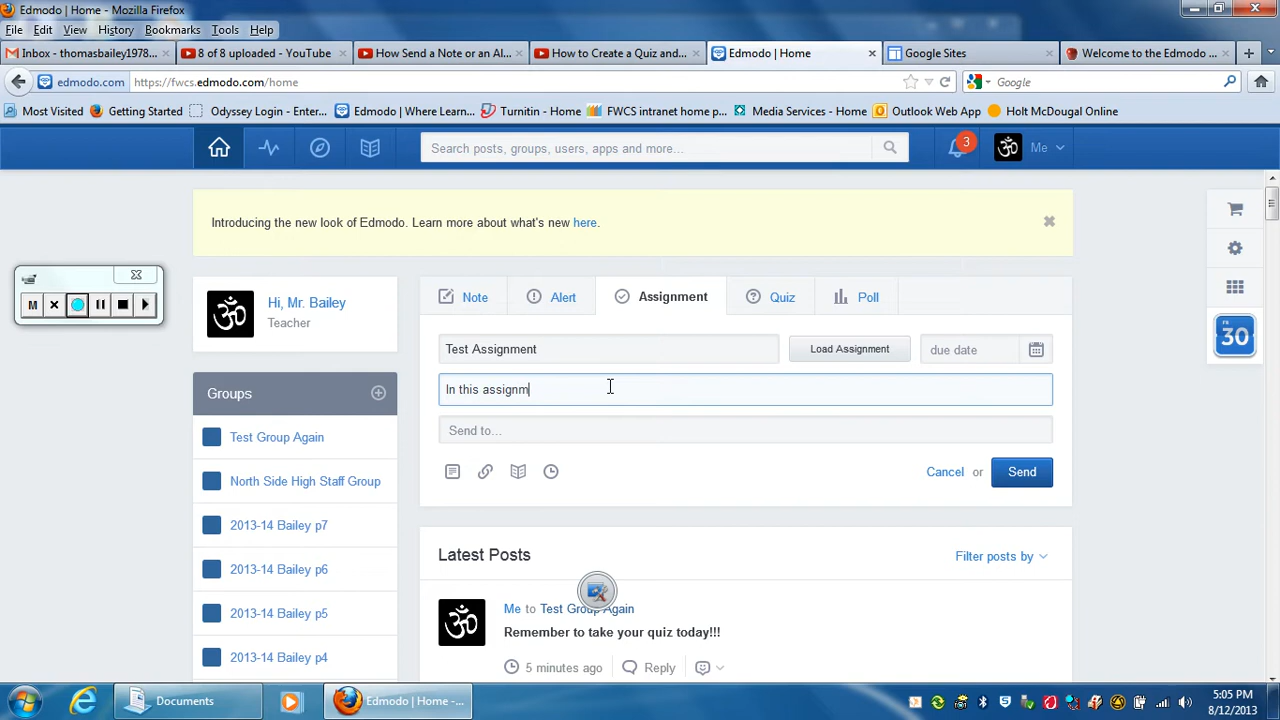 Edmodo | Home - Mozilla Firefox
File Edit View History Bookmarks Tools Help
Inbox - thomasbailey1978... 8 of 8 uploaded - YouTube How Send a Note or an Al... How to Create a Quiz and... Edmodo | Home Google Sites Welcome to the Edmodo ...
edmodo.com https://fwcs.edmodo.com/home Google
Most Visited Getting Started Odyssey Login - Enter... Edmodo | Where Learn... Turnitin - Home FWCS intranet home p... Media Services - Home Outlook Web App Holt McDougal Online
Search posts, groups, users, apps and more... 3 Me
Introducing the new look of Edmodo. Learn more about what's new here.
Hi, Mr. Bailey
Teacher
M
Note Alert Assignment Quiz Poll
Test Assignment Load Assignment due date
In this assignm
Send to...
Cancel or Send
30
Groups
Test Group Again
North Side High Staff Group
2013-14 Bailey p7
2013-14 Bailey p6
2013-14 Bailey p5
2013-14 Bailey p4
Latest Posts Filter posts by
Me to Test Group Again
Remember to take your quiz today!!!
5 minutes ago Reply
Documents Edmodo | Home -...
5:05 PM
8/12/2013